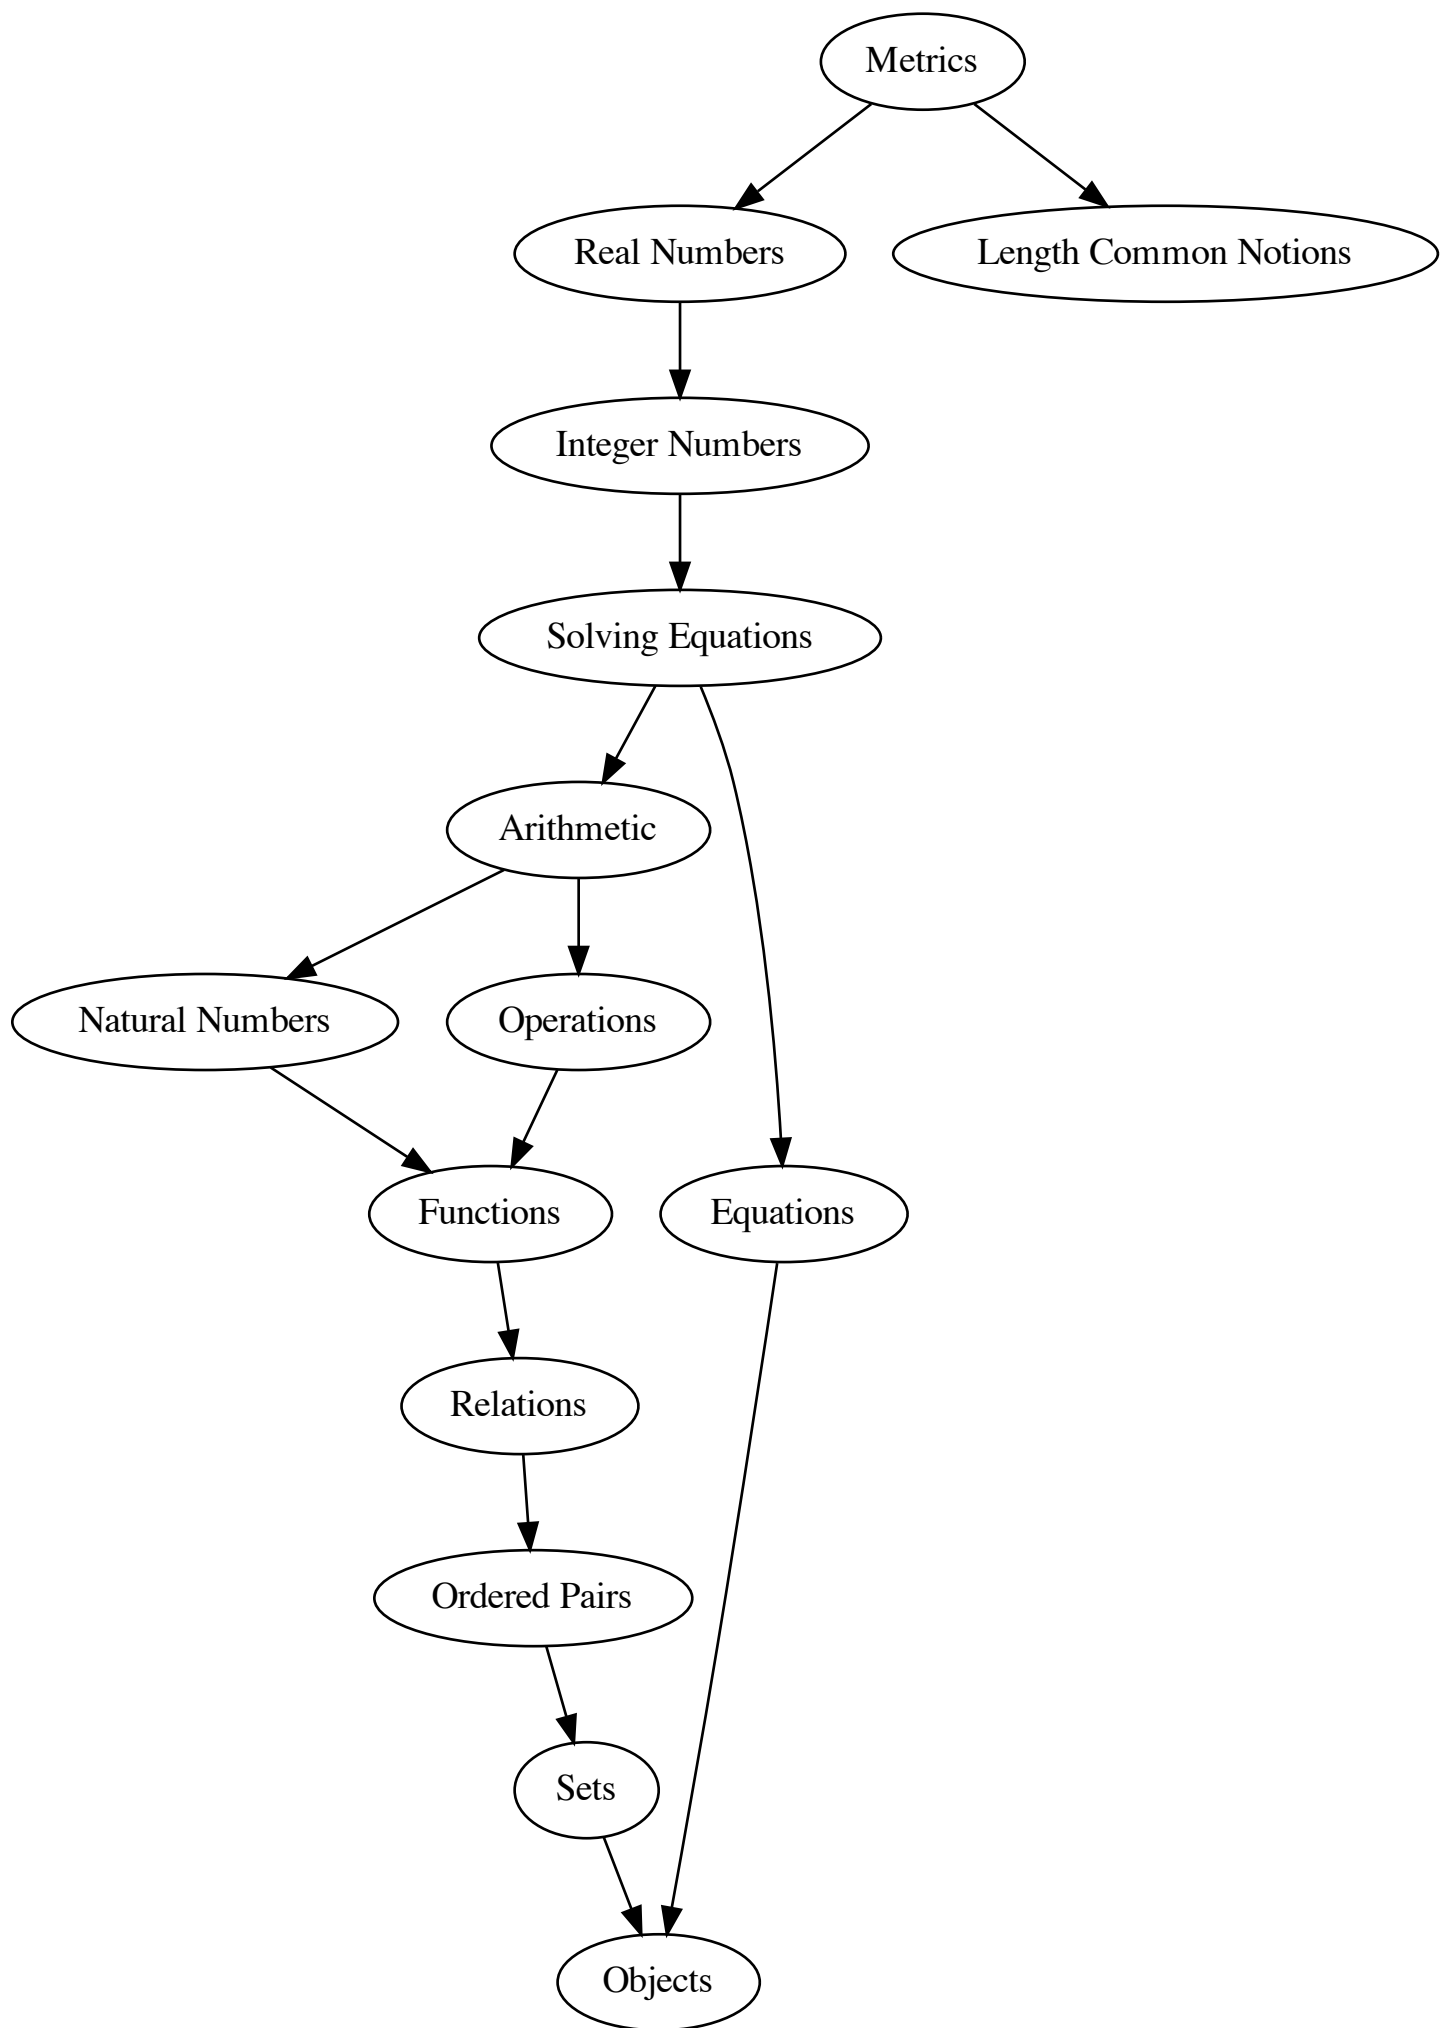 Metrics
Real Numbers
Length Common Notions
Integer Numbers
Solving Equations
Arithmetic
Natural Numbers
Operations
Functions
Equations
Relations
Ordered Pairs
Sets
Objects